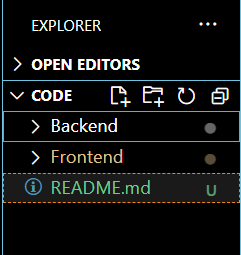 EXPLORER
OPEN EDITORS
CODE
Backend
Frontend
README.md U